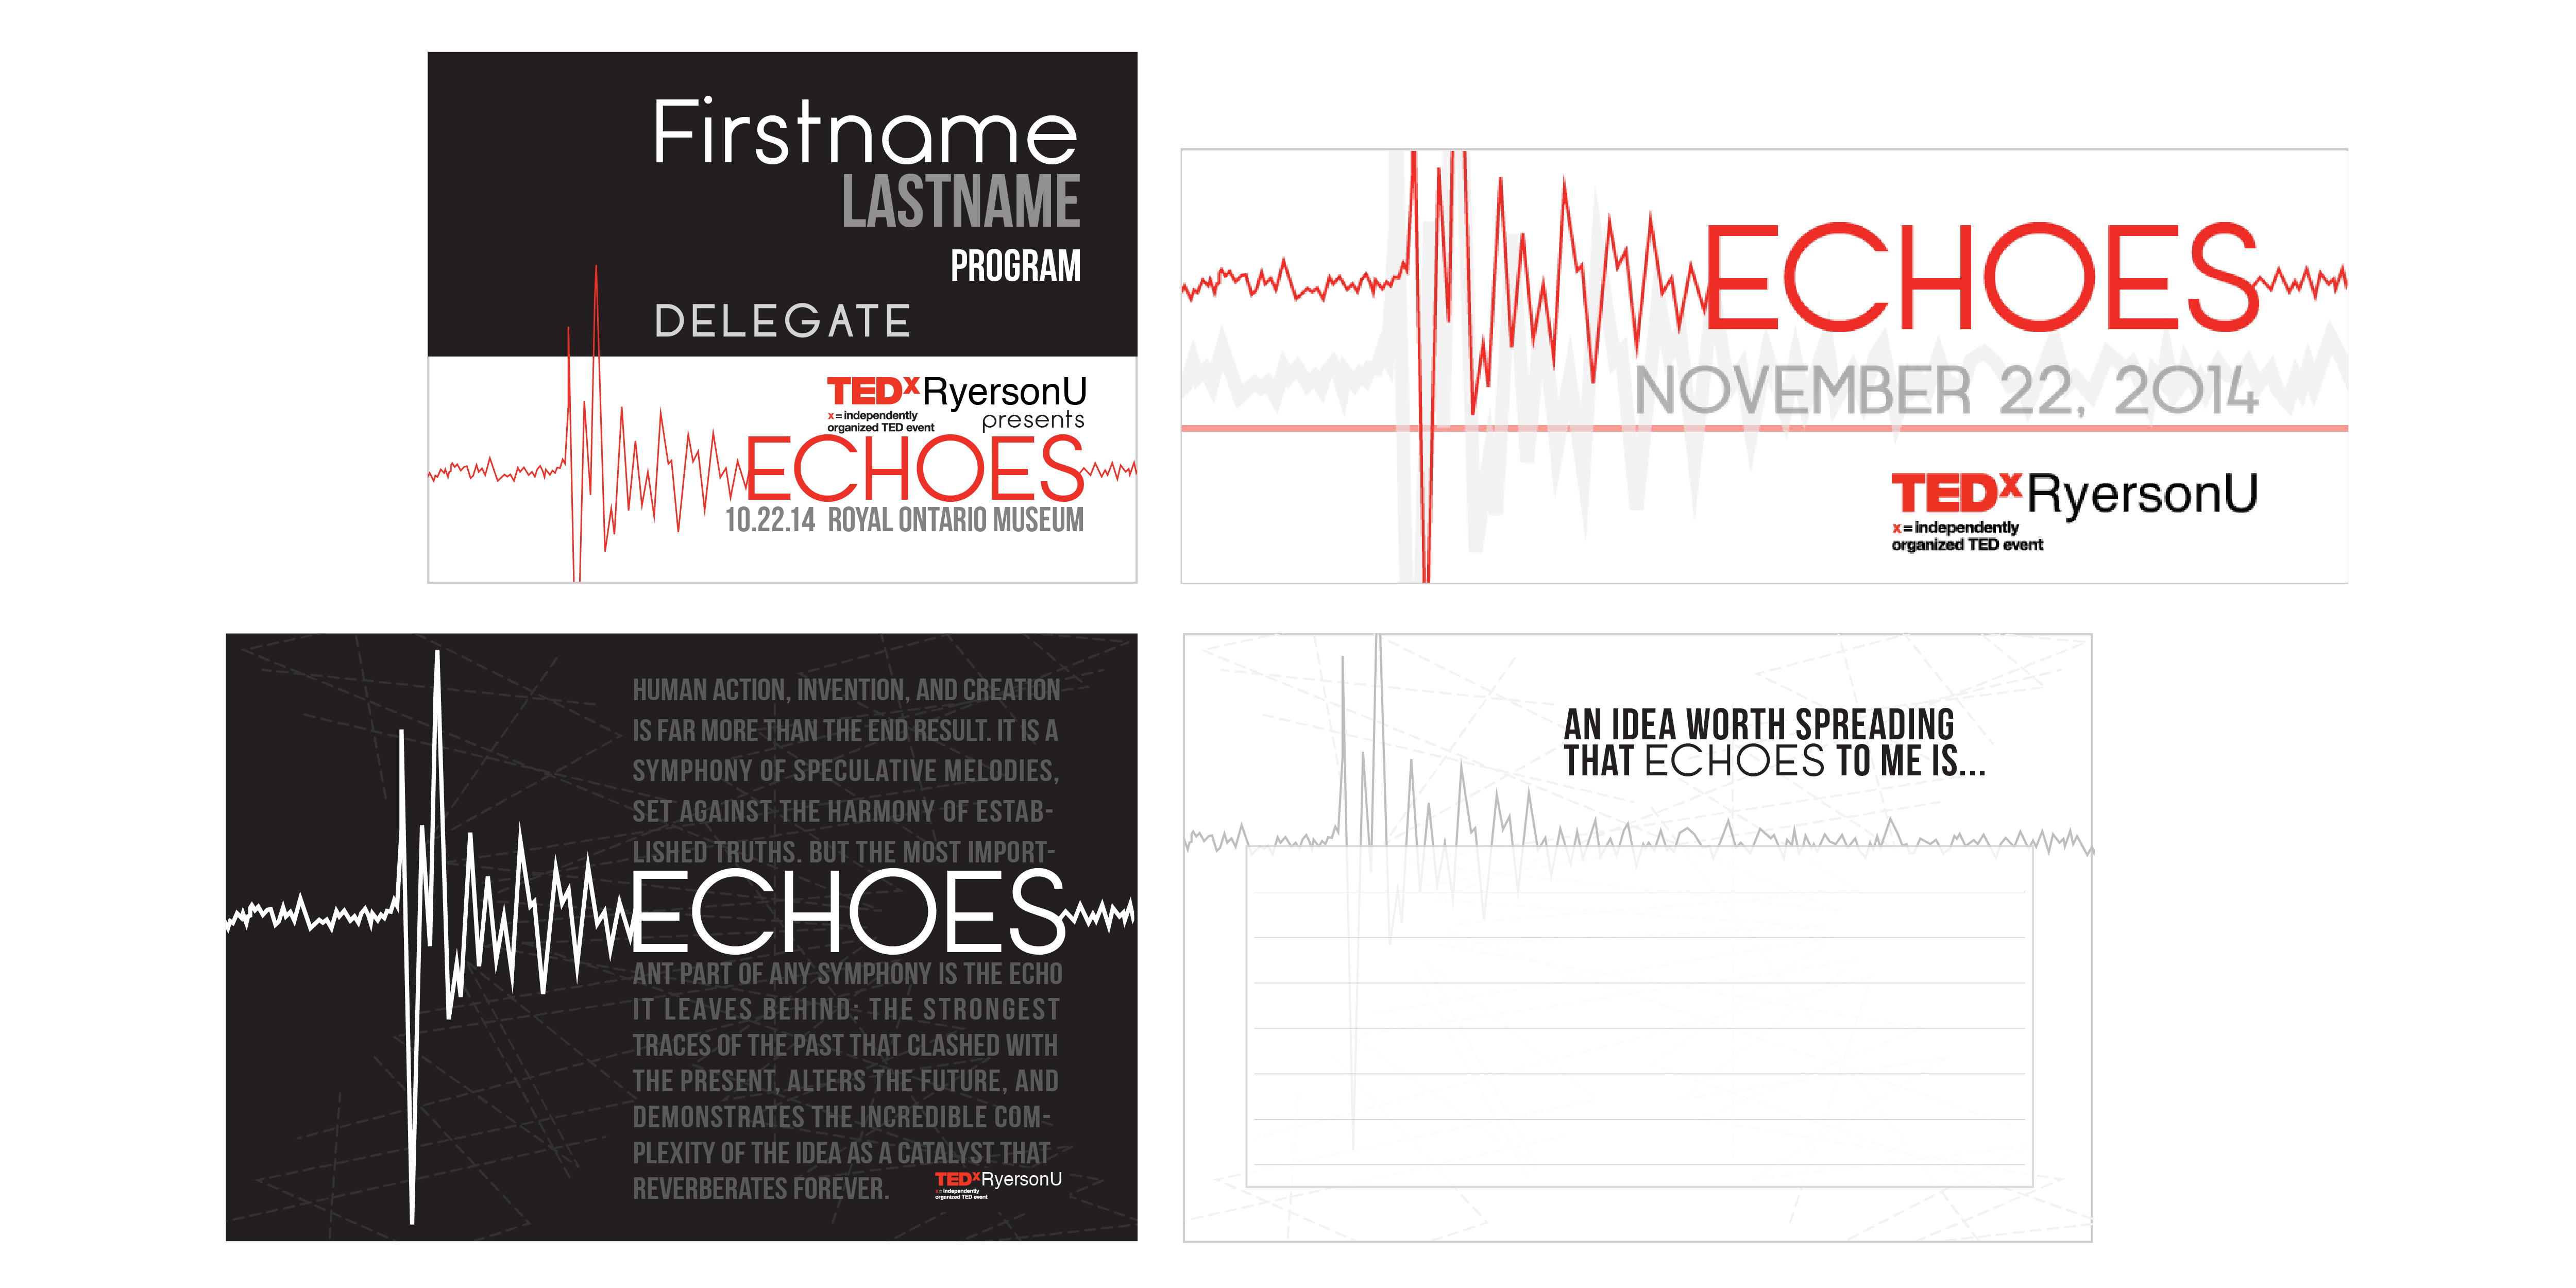 Firstname
LASTNAME
PROGRAM
DELEGATE
TEDxRyersonU
x = independently
organized TED event
presents
ECHOES
10.22.14 ROYAL ONTARIO MUSEUM
ECHOES
NOVEMBER 22, 2014
TEDxRyersonU
x = independently
organized TED event
HUMAN ACTION, INVENTION, AND CREATION
IS FAR MORE THAN THE END RESULT. IT IS A
SYMPHONY OF SPECULATIVE MELODIES,
SET AGAINST THE HARMONY OF ESTAB-
LISHED TRUTHS. BUT THE MOST IMPORT-
ECHOES
ANT PART OF ANY SYMPHONY IS THE ECHO
IT LEAVES BEHIND: THE STRONGEST
TRACES OF THE PAST THAT CLASHED WITH
THE PRESENT, ALTERS THE FUTURE, AND
DEMONSTRATES THE INCREDIBLE COM-
PLEXITY OF THE IDEA AS A CATALYST THAT
REVERBERATES FOREVER.
TEDxRyersonU
x = independently
organized TED event
AN IDEA WORTH SPREADING
THAT ECHOES TO ME IS...